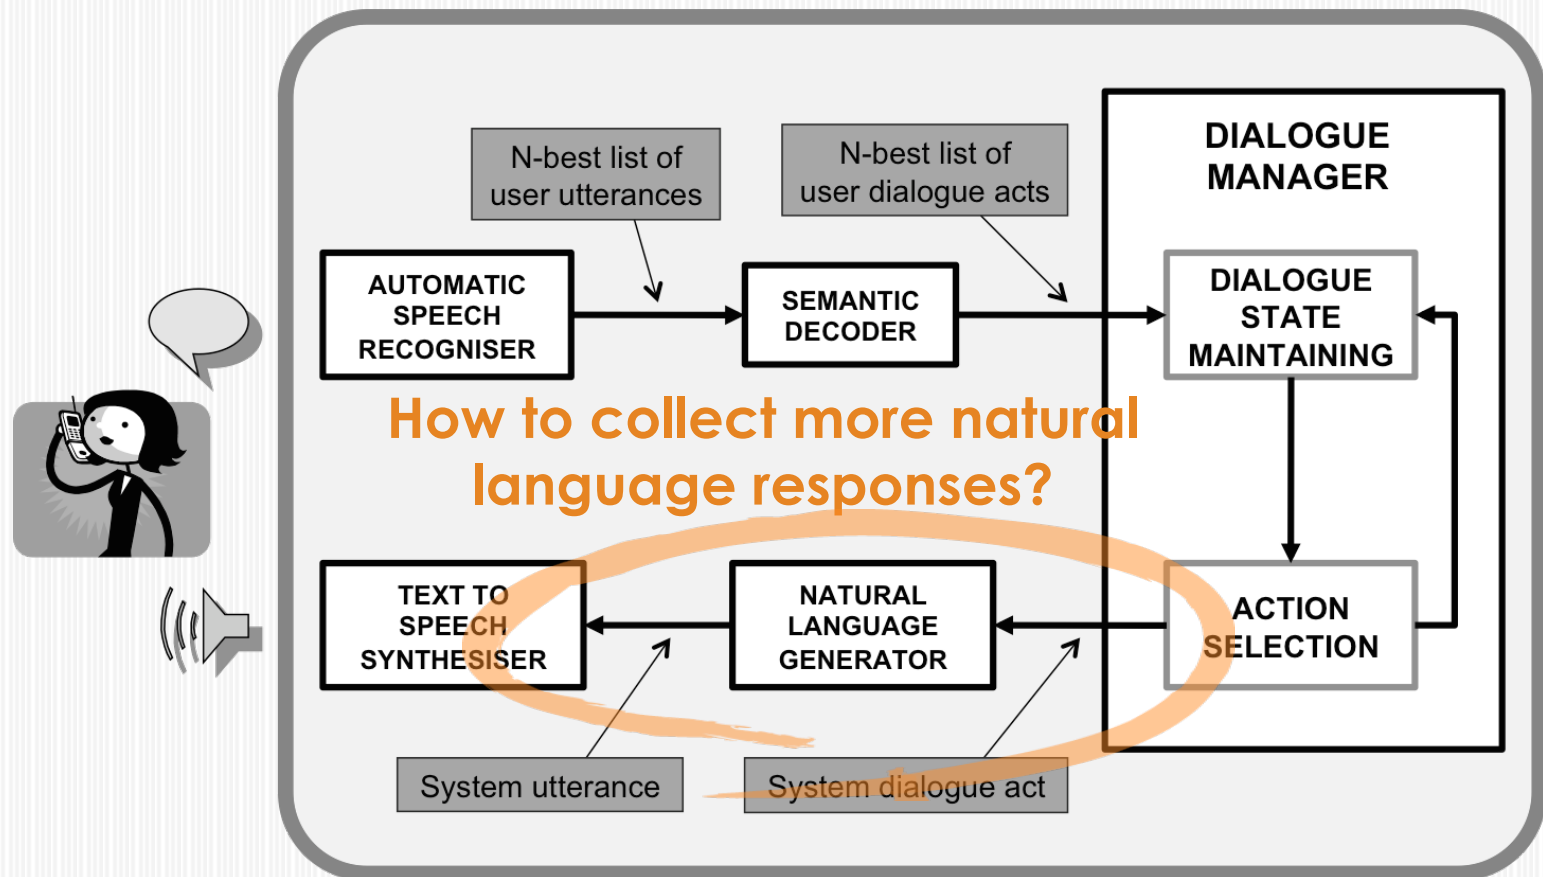 N-best list of
user utterances
N-best list of
user dialogue acts
DIALOGUE
MANAGER
AUTOMATIC
SPEECH
RECOGNISER
SEMANTIC
DECODER
DIALOGUE
STATE
MAINTAINING
How to collect more natural
language responses?
TEXT TO
SPEECH
SYNTHESISER
NATURAL
LANGUAGE
GENERATOR
ACTION
SELECTION
System utterance
System dialogue act